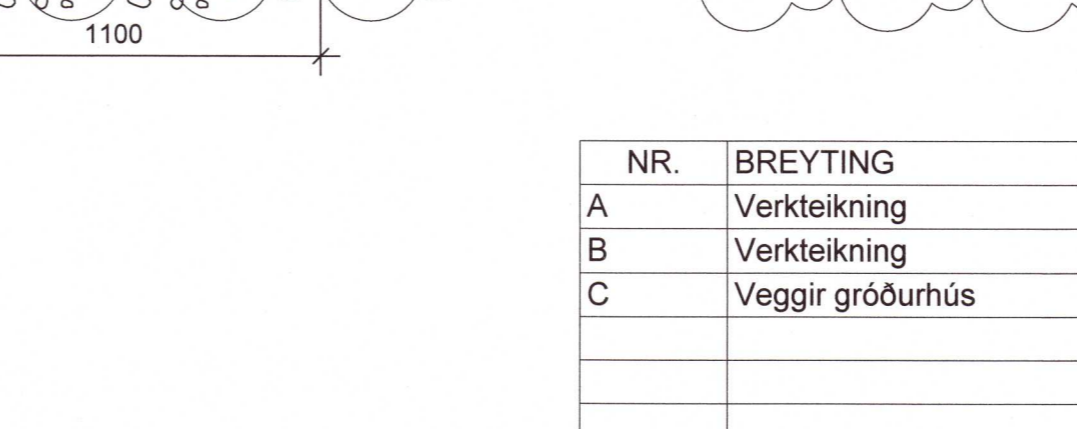 1100
NR. BREYTING
A Verkteikning
B Verkteikning
C Veggir gróðurhús